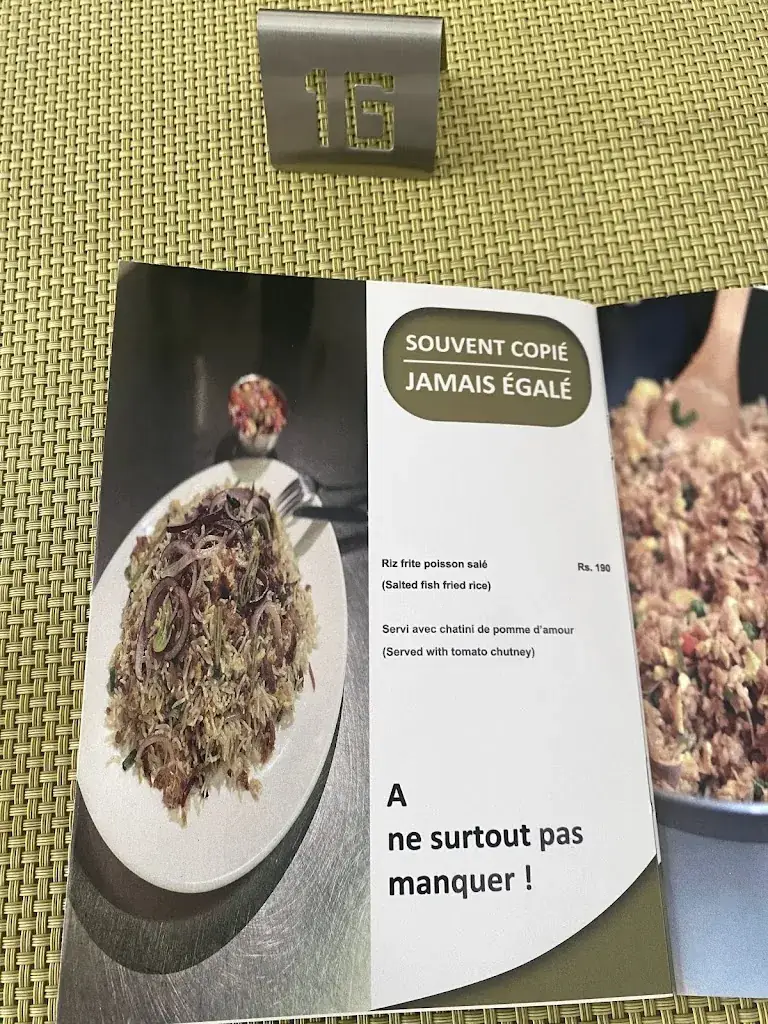 16
SOUVENT COPIÉ
JAMAIS ÉGALÉ
Riz frite poisson salé Rs. 190
(Salted fish fried rice)
Servi avec chatini de pomme d'amour
(Served with tomato chutney)
A
ne surtout pas
manquer !